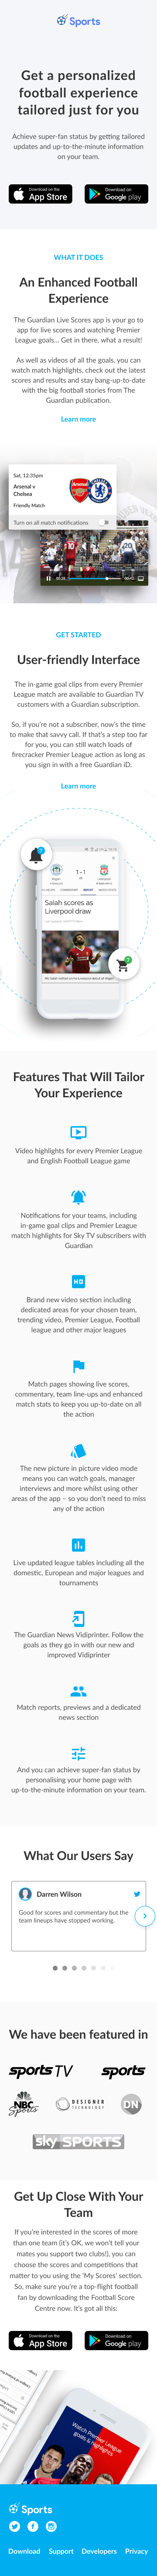 Sports
Get a personalized
football experience
tailored just for you
Achieve super-fan status by getting tailored
updates and up-to-the-minute information
on your team.
Download on the
App Store
Download on
Google play
WHAT IT DOES
An Enhanced Football
Experience
The Guardian Live Scores app is your go to
app for live scores and watching Premier
League goals... Get in there, what a result!
As well as videos of all the goals, you can
watch match highlights, check out the latest
scores and results and stay bang-up-to-date
with the big football stories from The
Guardian publication.
Learn more
Sat, 12:35pm
Arsenal v
Chelsea
Friendly Match
Turn on all match notifications
GET STARTED
User-friendly Interface
The in-game goal clips from every Premier
League match are available to Guardian TV
customers with a Guardian subscription.
So, if you're not a subscriber, now's the time
to make that savvy call. If that's a step too far
for you, you can still watch loads of
firecracker Premier League action as long as
you sign in with a free Guardian iD.
Learn more
1-1
Salah scores as
Liverpool draw
Features That Will Tailor
Your Experience
Video highlights for every Premier League
and English Football League game
Notifications for your teams, including
in-game goal clips and Premier League
match highlights for Sky TV subscribers with
Guardian
HD
Brand new video section including
dedicated areas for your chosen team,
trending video, Premier League, Football
league and other major leagues
Match pages showing live scores,
commentary, team line-ups and enhanced
match stats to keep you up-to-date on all
the action
The new picture in picture video mode
means you can watch goals, manager
interviews and more whilst using other
areas of the app – so you don't need to miss
any of the action
Live updated league tables including all the
domestic, European and major leagues and
tournaments
The Guardian News Vidiprinter. Follow the
goals as they go in with our new and
improved Vidiprinter
Match reports, previews and a dedicated
news section
And you can achieve super-fan status by
personalising your home page with
up-to-the-minute information on your team.
What Our Users Say
Darren Wilson
Good for scores and commentary but the
team lineups have stopped working.
We have been featured in
sports TV
sports
NBC
Sports
DESIGNER
TECHNOLOGY
DN
sky SPORTS
Get Up Close With Your
Team
If you're interested in the scores of more
than one team (it's OK, we won't tell your
mates you support two clubs!), you can
choose the scores and competitions that
matter to you using the 'My Scores' section.
So, make sure you're a top-flight football
fan by downloading the Football Score
Centre now. It's got all this:
Download on the
App Store
Download on
Google play
Watch Premier League
goals & highlights
Sports
Download Support Developers Privacy